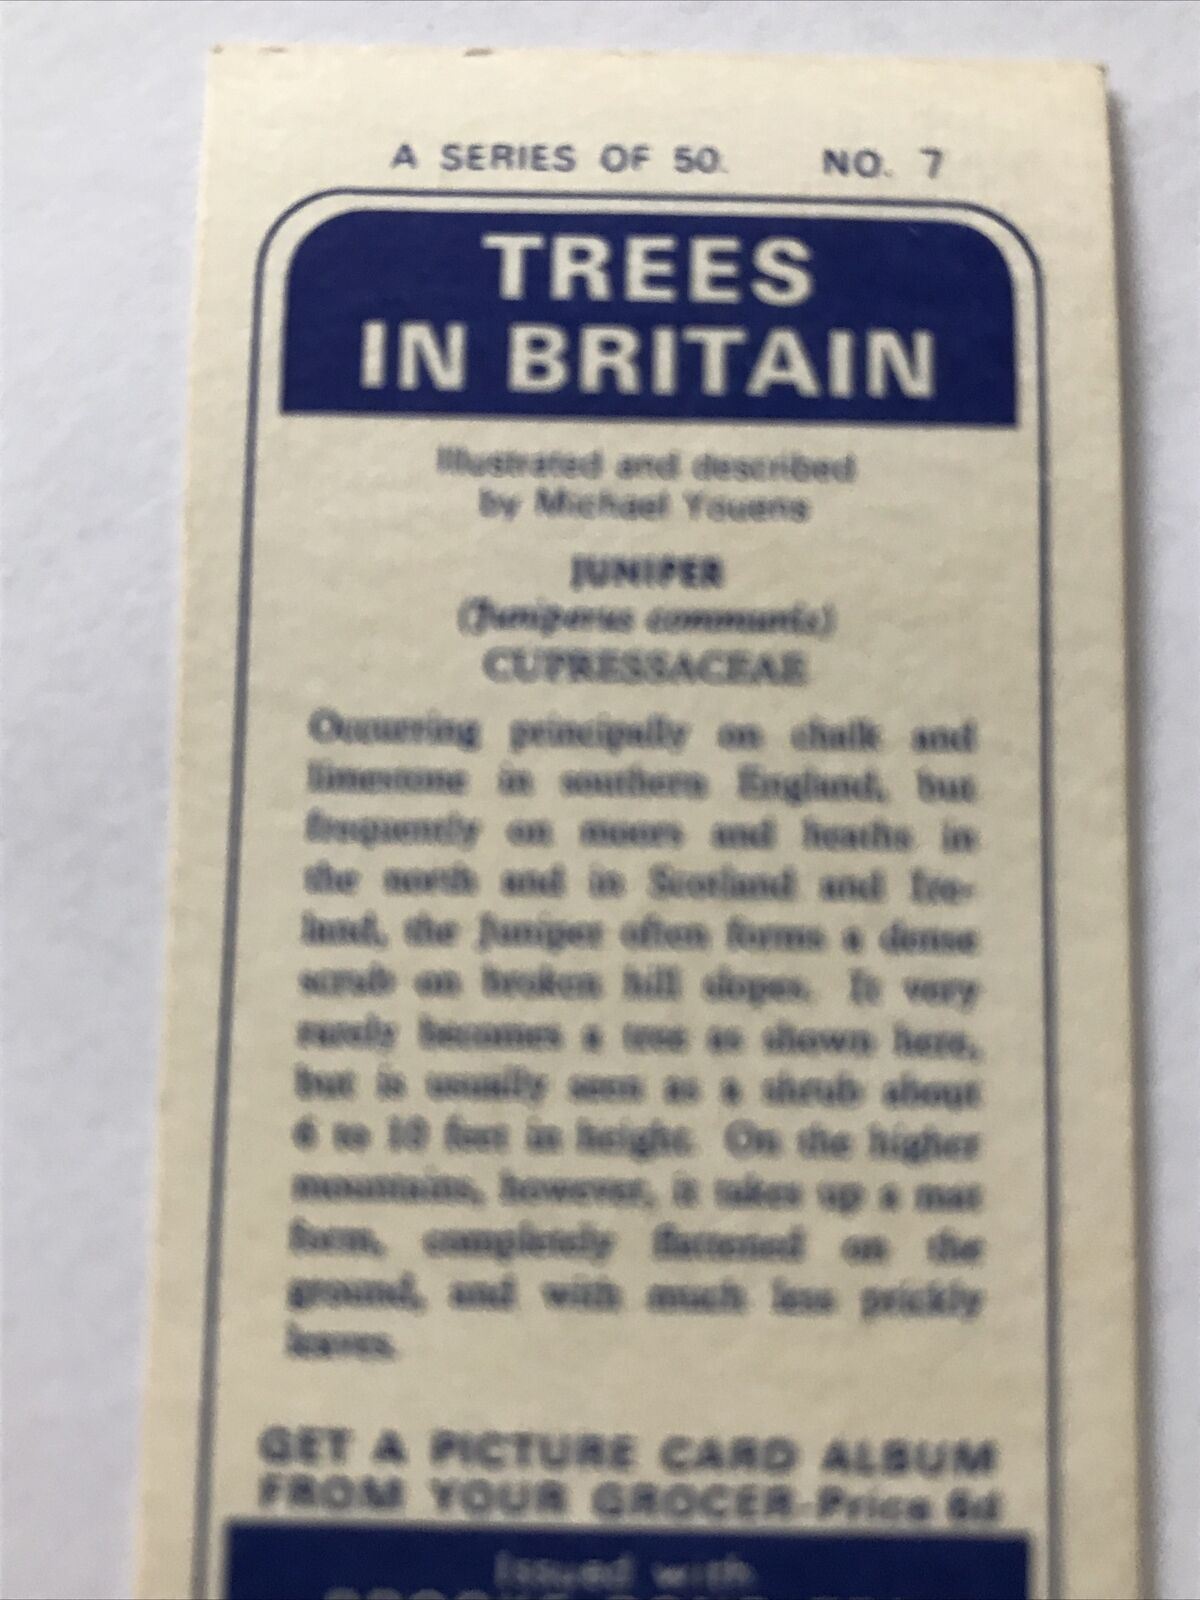 A SERIES OF 50. NO. 7
TREES
IN BRITAIN
Illustrated and described
by Michael Youens
JUNIPER
(Juniperus communis)
CUPRESSACEAE
Occurring principally on chalk and
limestone in southern England, but
frequently on moors and heaths in
the north and in Scotland and Ire-
land, the Juniper often forms a dense
scrub on broken hill slopes. It very
rarely becomes a tree as shown here,
but is usually seen as a shrub about
6 to 10 feet in height. On the higher
mountains, however, it takes up a mat
form, completely flattened on the
ground, and with much less prickly
leaves.
GET A PICTURE CARD ALBUM
FROM YOUR GROCER-Price 6d
Issued with